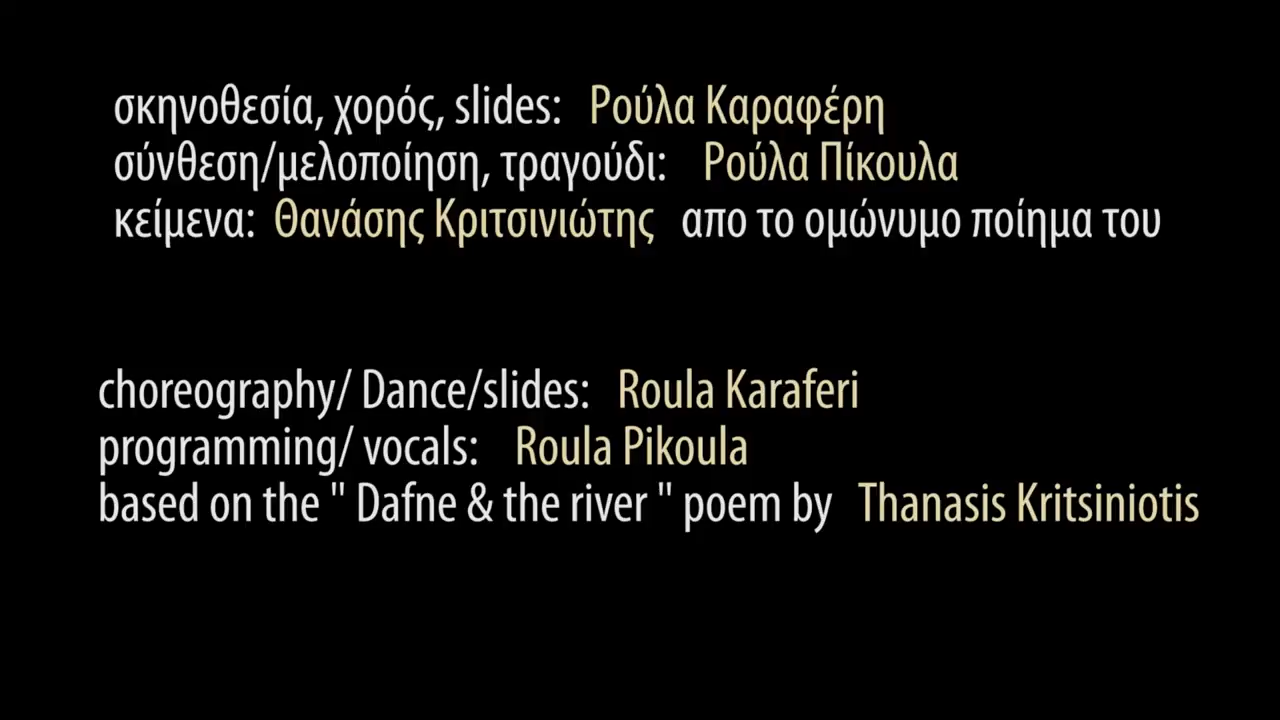 σκηνοθεσία, χορός, slides: Ρούλα Καραφέρη
σύνθεση/μελοποίηση, τραγούδι: Ρούλα Πίκουλα
κείμενα: Θανάσης Κριτσινιώτης απο το ομώνυμο ποίημα του
choreography/ Dance/slides: Roula Karaferi
programming/ vocals: Roula Pikoula
based on the " Dafne & the river " poem by Thanasis Kritsiniotis